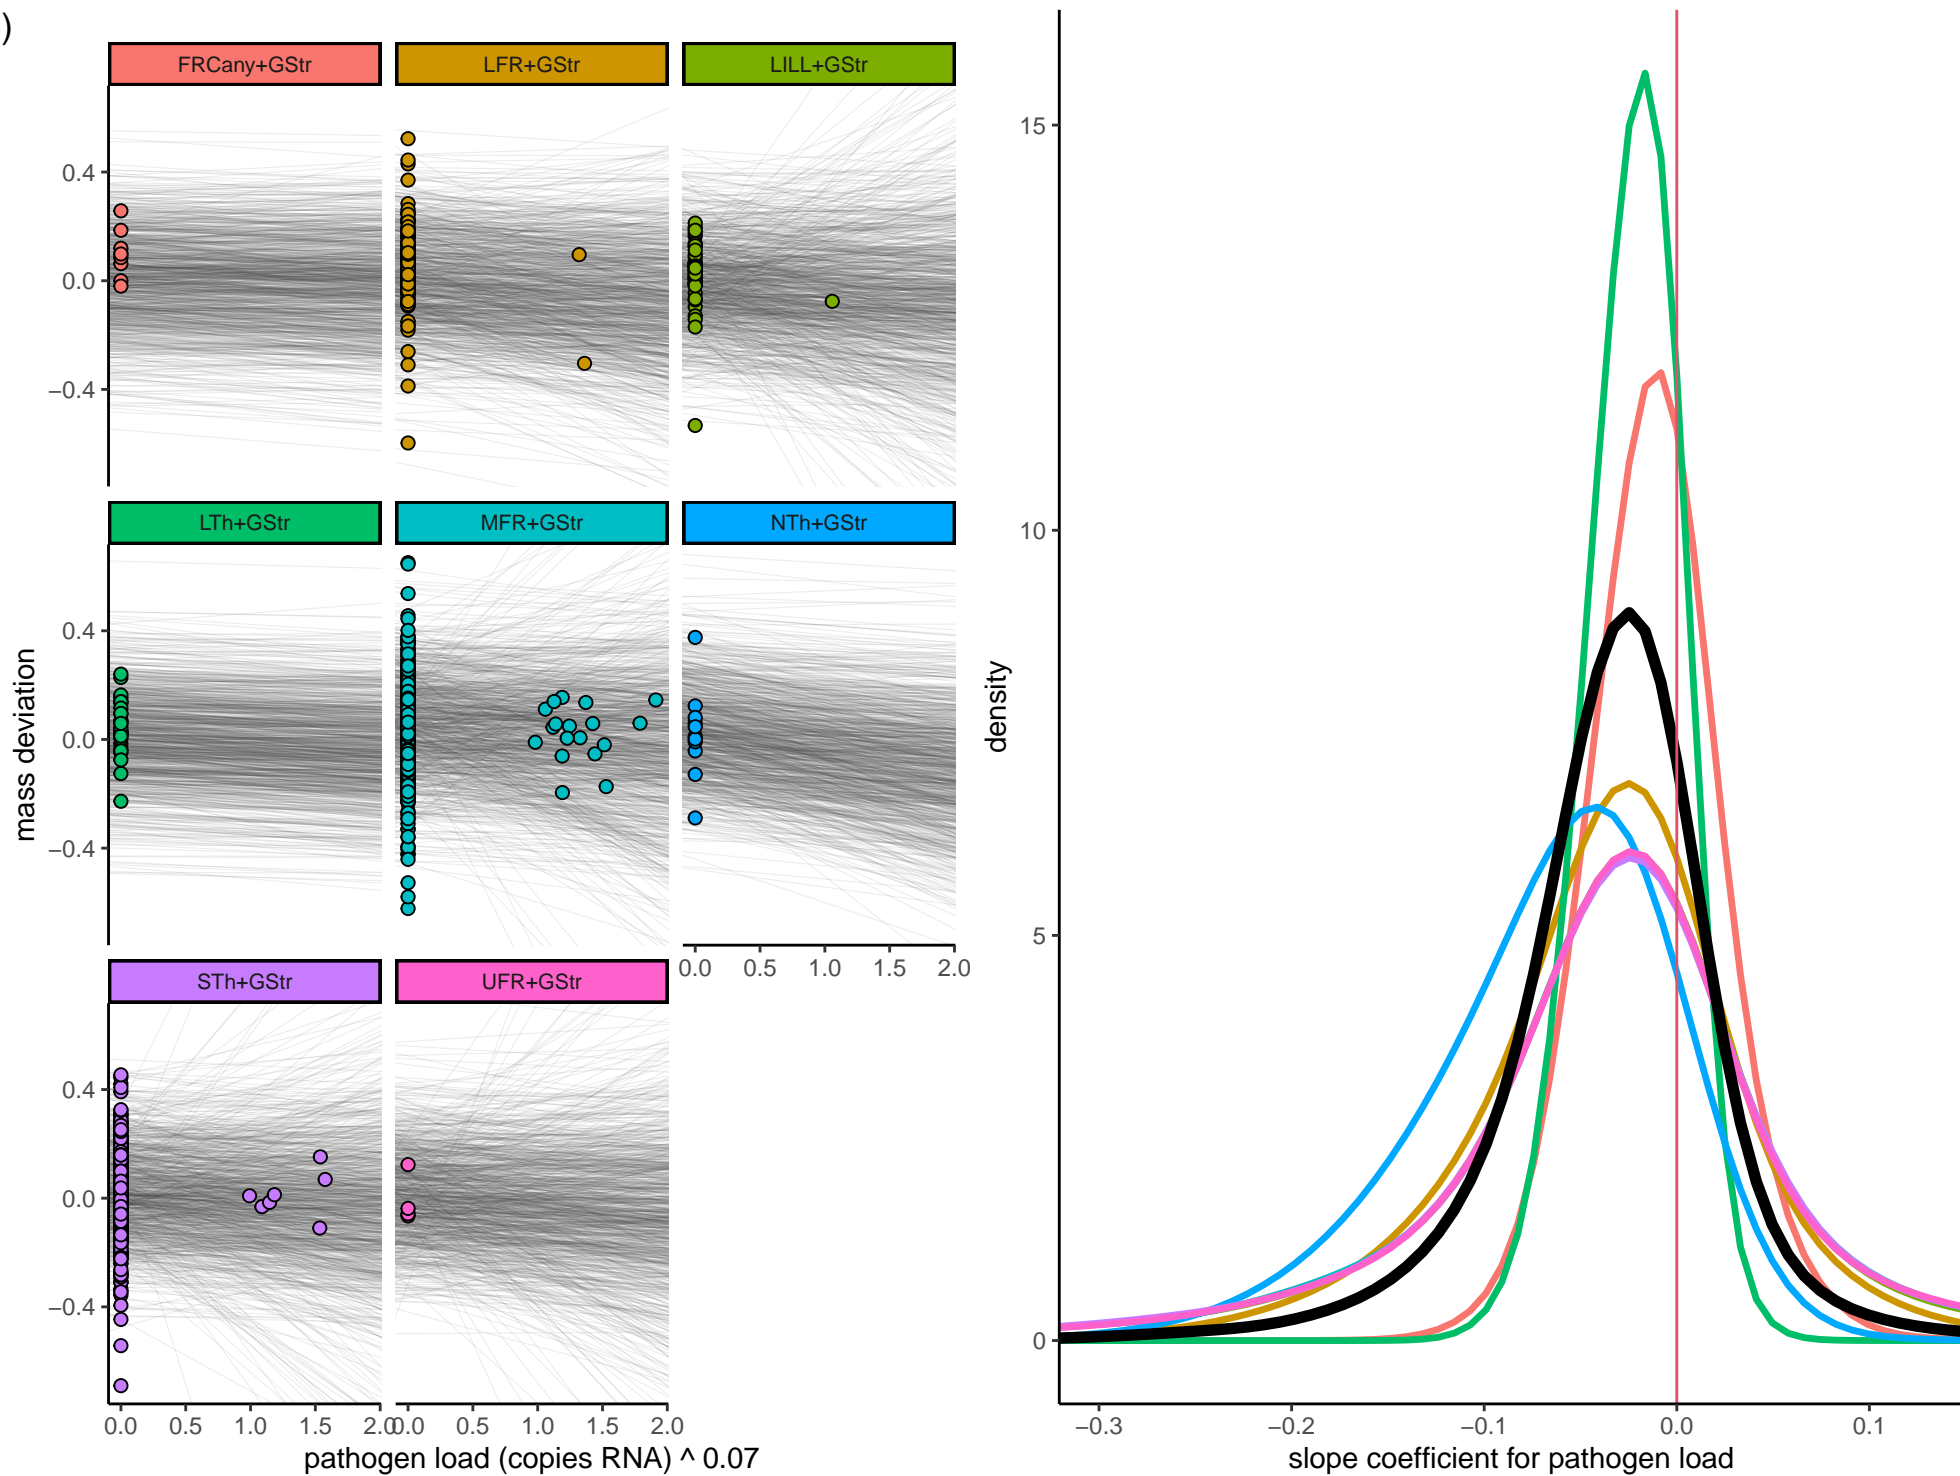 )
FRCany+GStr
LFR+GStr
LILL+GStr
0.4
0.0
−0.4
LTh+GStr
MFR+GStr
NTh+GStr
0.4
0.0
−0.4
0.0 0.5 1.0 1.5 2.0
STh+GStr
UFR+GStr
0.4
0.0
−0.4
0.0 0.5 1.0 1.5 2.0
0.0 0.5 1.0 1.5 2.0
mass deviation
pathogen load (copies RNA) ^ 0.07
15
10
5
0
density
−0.3 −0.2 −0.1 0.0 0.1
slope coefficient for pathogen load